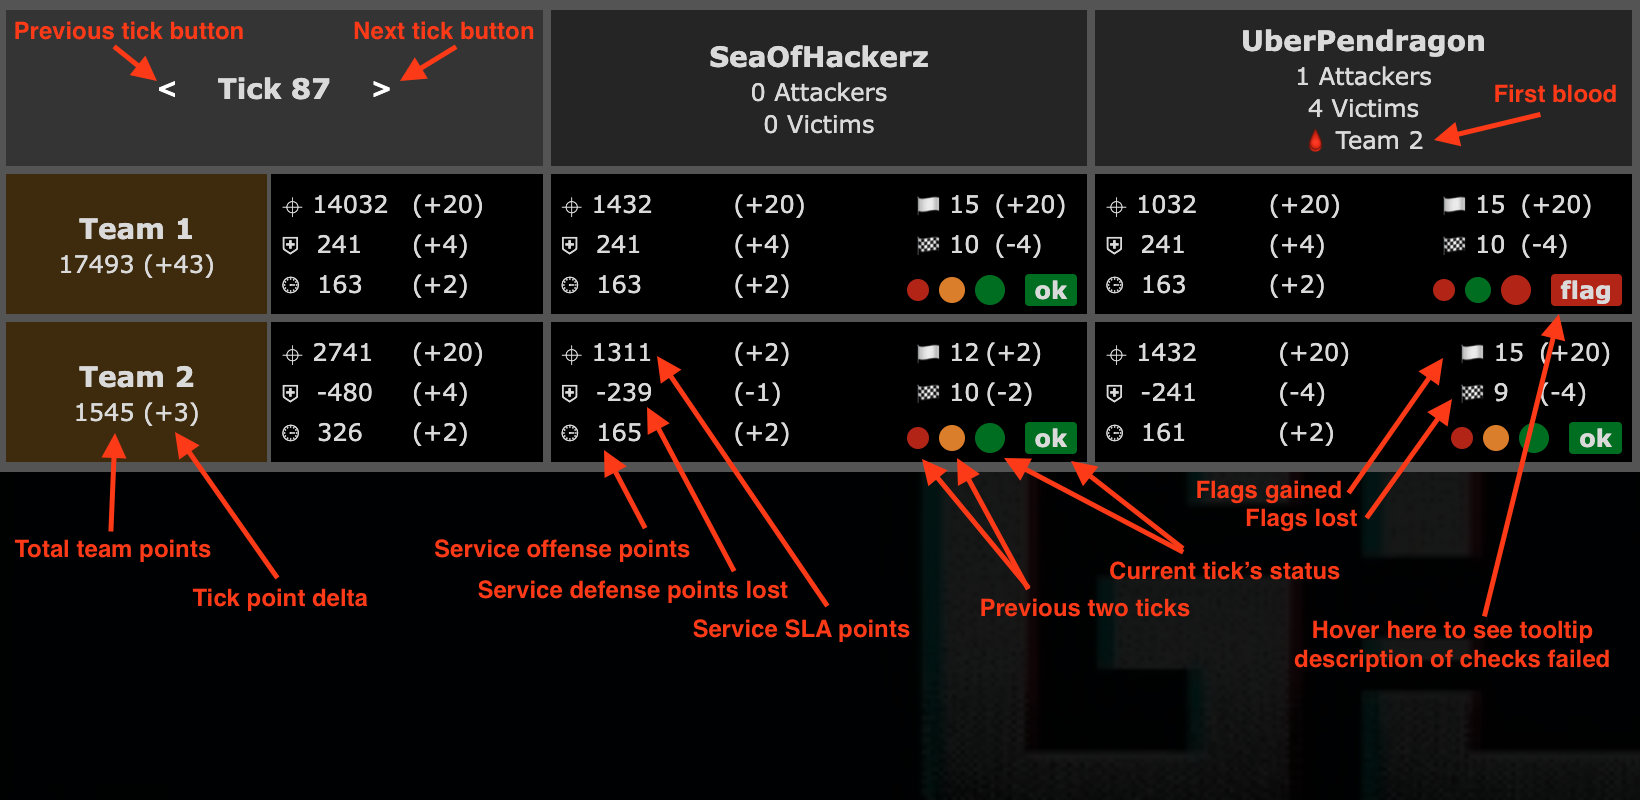 Previous tick button
Next tick button
< Tick 87 >
SeaOfHackerz
0 Attackers
0 Victims
UberPendragon
1 Attackers
4 Victims
Team 2
First blood
Team 1
17493 (+43)
14032 (+20)
241 (+4)
163 (+2)
1432 (+20) 15 (+20)
241 (+4) 10 (-4)
163 (+2) ok
1032 (+20) 15 (+20)
241 (+4) 10 (-4)
163 (+2) flag
Team 2
1545 (+3)
2741 (+20)
-480 (+4)
326 (+2)
1311 (+2) 12 (+2)
-239 (-1) 10 (-2)
165 (+2) ok
1432 (+20) 15 (+20)
-241 (-4) 9 (-4)
161 (+2) ok
Total team points
Tick point delta
Service offense points
Service defense points lost
Service SLA points
Previous two ticks
Current tick's status
Flags gained
Flags lost
Hover here to see tooltip
description of checks failed